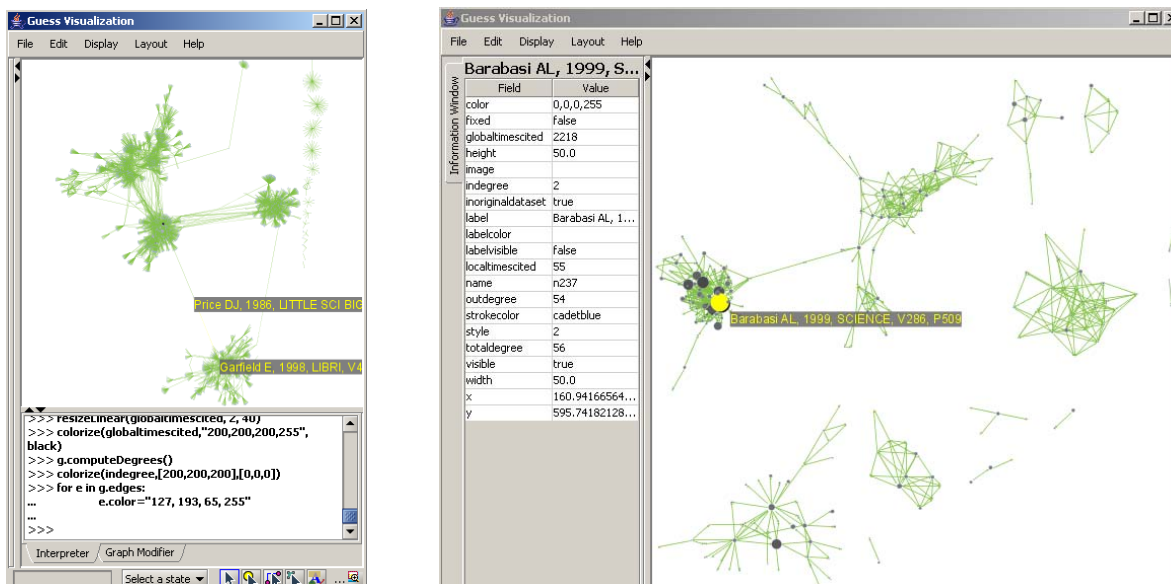 Guess Visualization
File Edit Display Layout Help
Price DJ, 1986, LITTLE SCI BIG
Garfield E, 1998, LIBRI, V4
>>> resizeLinear(globaltimescited, 2, 40)
>>> colorize(globaltimescited,"200,200,200,255",
black)
>>> g.computeDegrees()
>>> colorize(indegree,[200,200,200],[0,0,0])
>>> for e in g.edges:
... e.color="127, 193, 65, 255"
...
>>>
Interpreter Graph Modifier
Select a state ...
Guess Visualization
File Edit Display Layout Help
Information Window
Barabasi AL, 1999, S...
Field Value
color 0,0,0,255
fixed false
globaltimescited 2218
height 50.0
image
indegree 2
inoriginaldataset true
label Barabasi AL, 1...
labelcolor
labelvisible false
localtimescited 55
name n237
outdegree 54
strokecolor cadetblue
style 2
totaldegree 56
visible true
width 50.0
x 160.94166564...
y 595.74182128...
Barabasi AL, 1999, SCIENCE, V286, P509